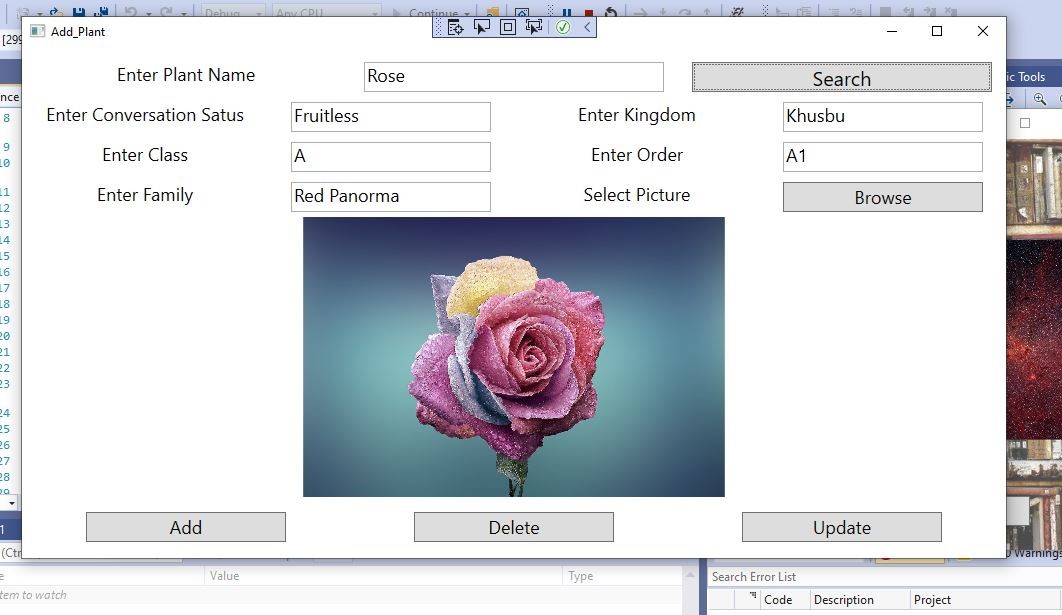 Debug Any CPU Continue
Add_Plant
[299
Enter Plant Name Rose Search
ic Tools
nce
Enter Conversation Satus Fruitless Enter Kingdom Khusbu
Enter Class A Enter Order A1
Enter Family Red Panorma Select Picture Browse
8
9
10
11
12
13
14
15
16
17
18
19
20
21
22
23
24
25
26
27
28
29
Add Delete Update
1
(Ctr
0 Warnings
e Value Type
Search Error List
tem to watch
Code Description Project